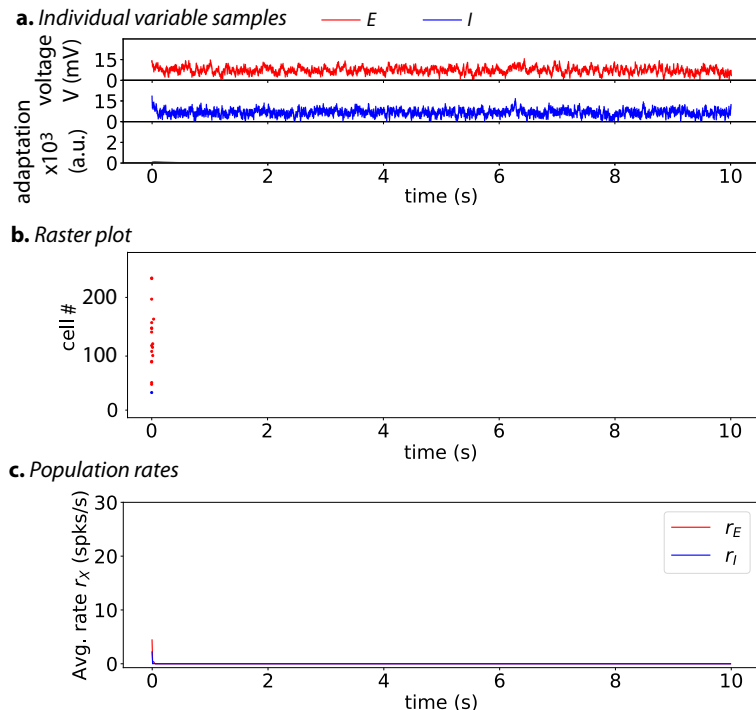 a. Individual variable samples
E
I
voltage
V (mV)
15
0
15
0
adaptation
x10³
(a.u.)
2
0
0 2 4 6 8 10
time (s)
b. Raster plot
cell #
200
100
0
0 2 4 6 8 10
time (s)
c. Population rates
Avg. rate r_X (spks/s)
30
20
10
0
r_E
r_I
0 2 4 6 8 10
time (s)